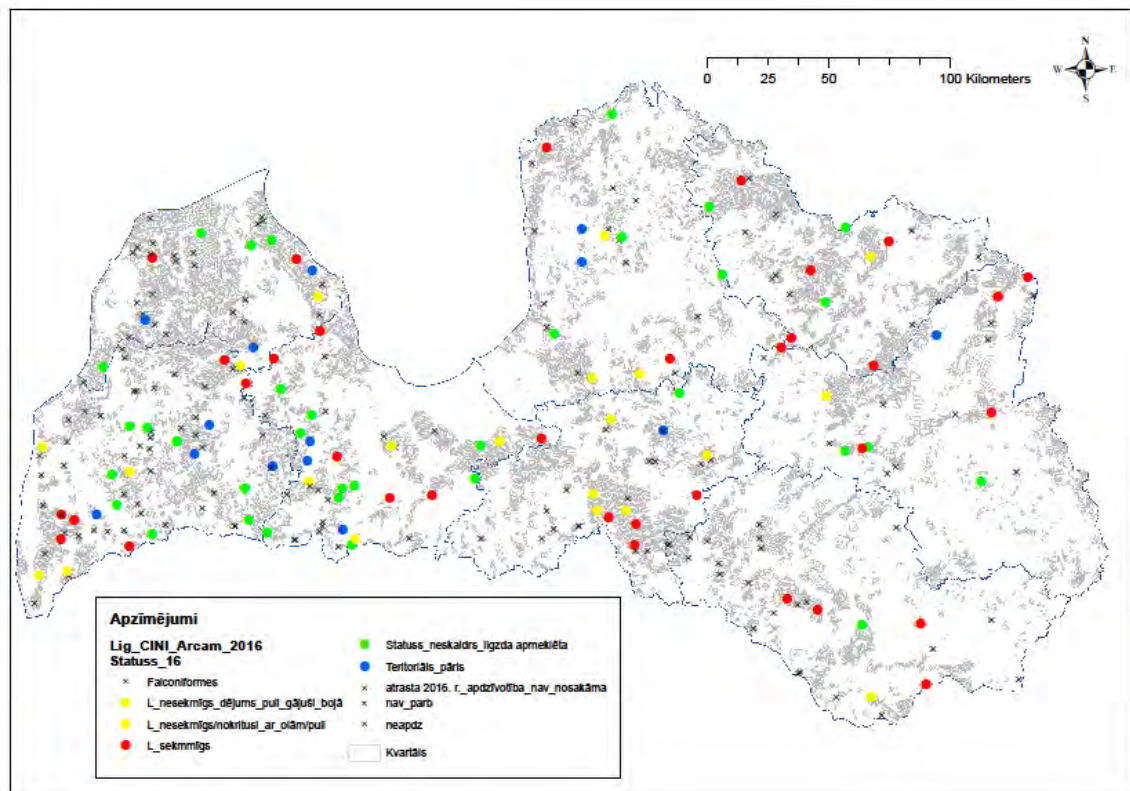 N
W E
S
0 25 50 100 Kilometers
Apzīmējumi
Lig_CINI_Arcam_2016
Statuss_16
Falconiformes
L_nesekmīgs_dējums_puli_gājuši_bojā
L_nesekmīgs/nokritusi_ar_olām/puli
L_sekmmīgs
Statuss_neskaidrs_ligzda apmeklēta
Teritoriāls_pāris
atrasta 2016. r._apdzīvotība_nav_nosakāma
nav_parb
neapdz
Kvartāls